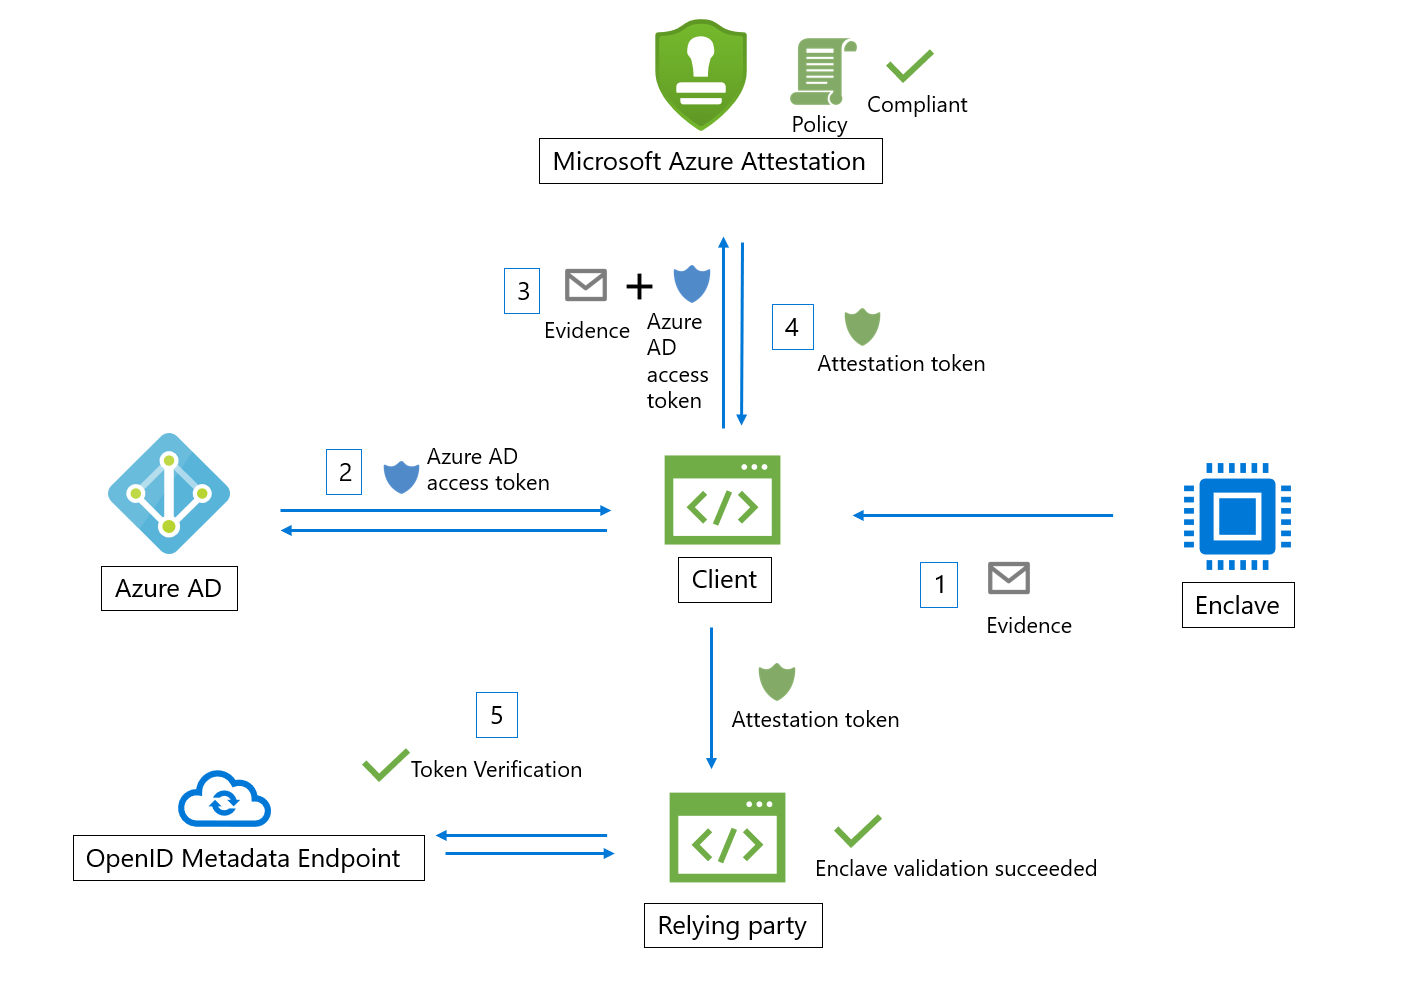 Compliant
Policy
Microsoft Azure Attestation
3
Evidence
Azure
AD
access
token
4
Attestation token
2
Azure AD
access token
Azure AD
Client
1
Evidence
Enclave
Attestation token
5
Token Verification
OpenID Metadata Endpoint
Enclave validation succeeded
Relying party